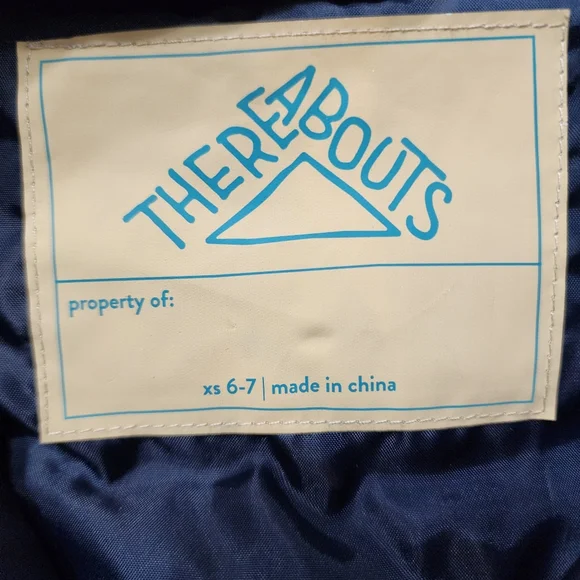 THEREABOUTS
property of:
xs 6-7 | made in china